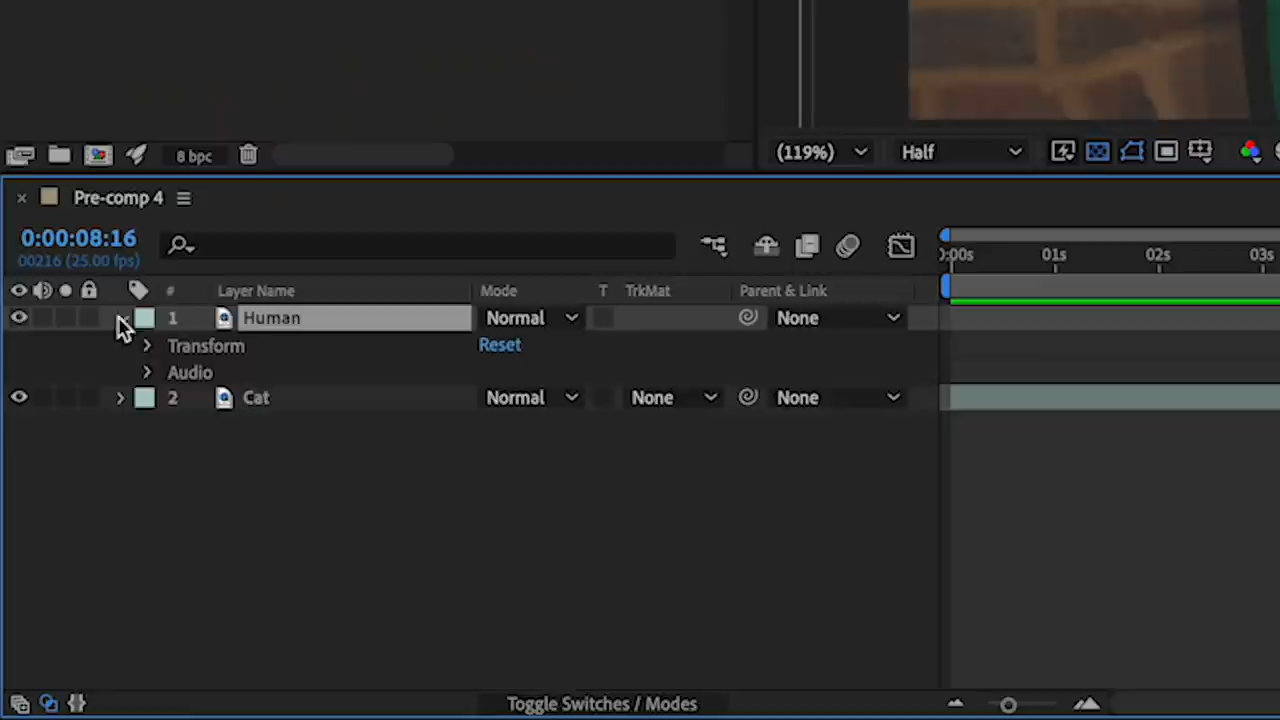 8 bpc
(119%) Half
Pre-comp 4
0:00:08:16
00216 (25.00 fps)
0:00s 01s 02s 03s
# Layer Name Mode T TrkMat Parent & Link
1 Human Normal None
Transform Reset
Audio
2 Cat Normal None None
Toggle Switches / Modes